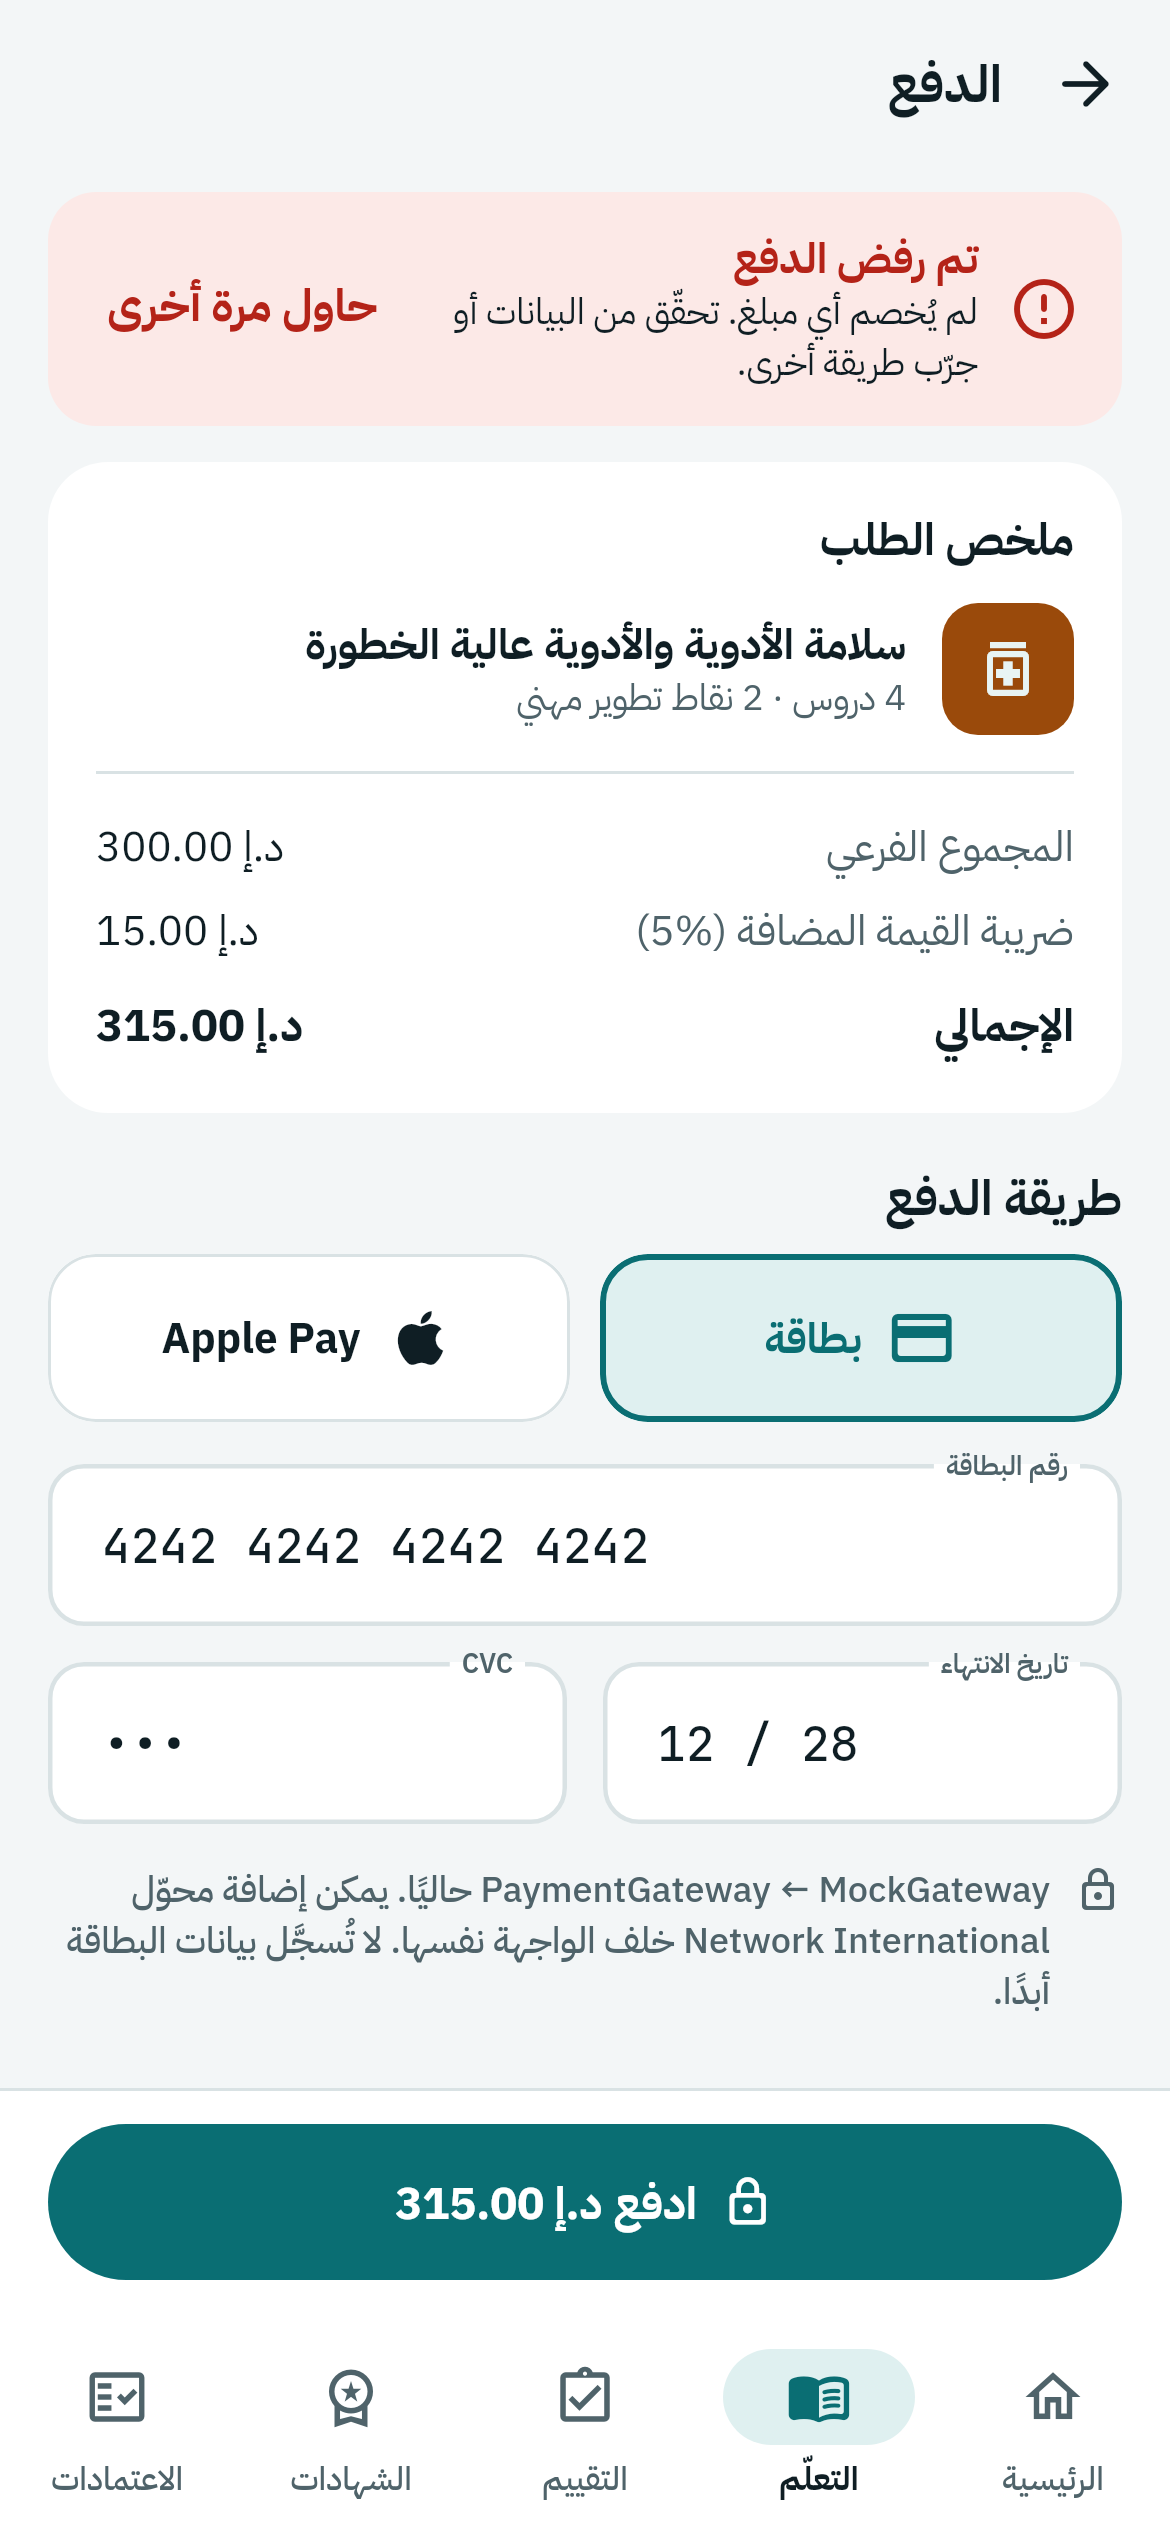 الدفع
تم رفض الدفع
لم يُخصم أي مبلغ. تحقّق من البيانات أو
جرّب طريقة أخرى.
حاول مرة أخرى
ملخص الطلب
سلامة الأدوية والأدوية عالية الخطورة
4 دروس · 2 نقاط تطوير مهني
المجموع الفرعي
د.إ 300.00
ضريبة القيمة المضافة (5%)
د.إ 15.00
الإجمالي
د.إ 315.00
طريقة الدفع
بطاقة
Apple Pay
رقم البطاقة
4242 4242 4242 4242
تاريخ الانتهاء
12 / 28
CVC
•••
PaymentGateway ← MockGateway حاليًا. يمكن إضافة محوّل
Network International خلف الواجهة نفسها. لا تُسجَّل بيانات البطاقة
أبدًا.
ادفع د.إ 315.00
الرئيسية
التعلّم
التقييم
الشهادات
الاعتمادات